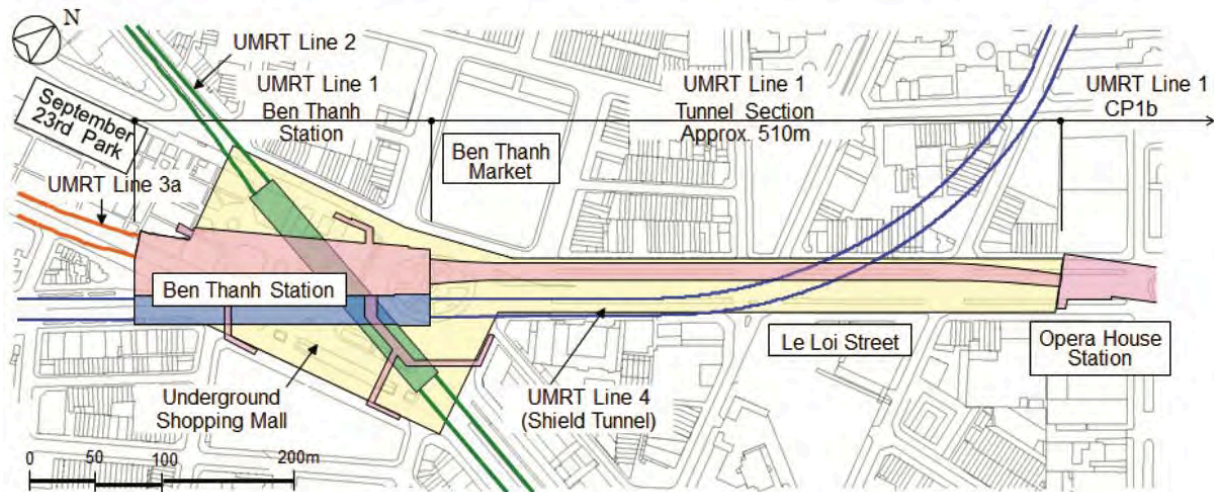 N
UMRT Line 2
UMRT Line 1
Ben Thanh
Station
UMRT Line 1
Tunnel Section
Approx. 510m
UMRT Line 1
CP1b
September
23rd Park
Ben Thanh
Market
UMRT Line 3a
Ben Thanh Station
Le Loi Street
Opera House
Station
Underground
Shopping Mall
UMRT Line 4
(Shield Tunnel)
0 50 100 200m